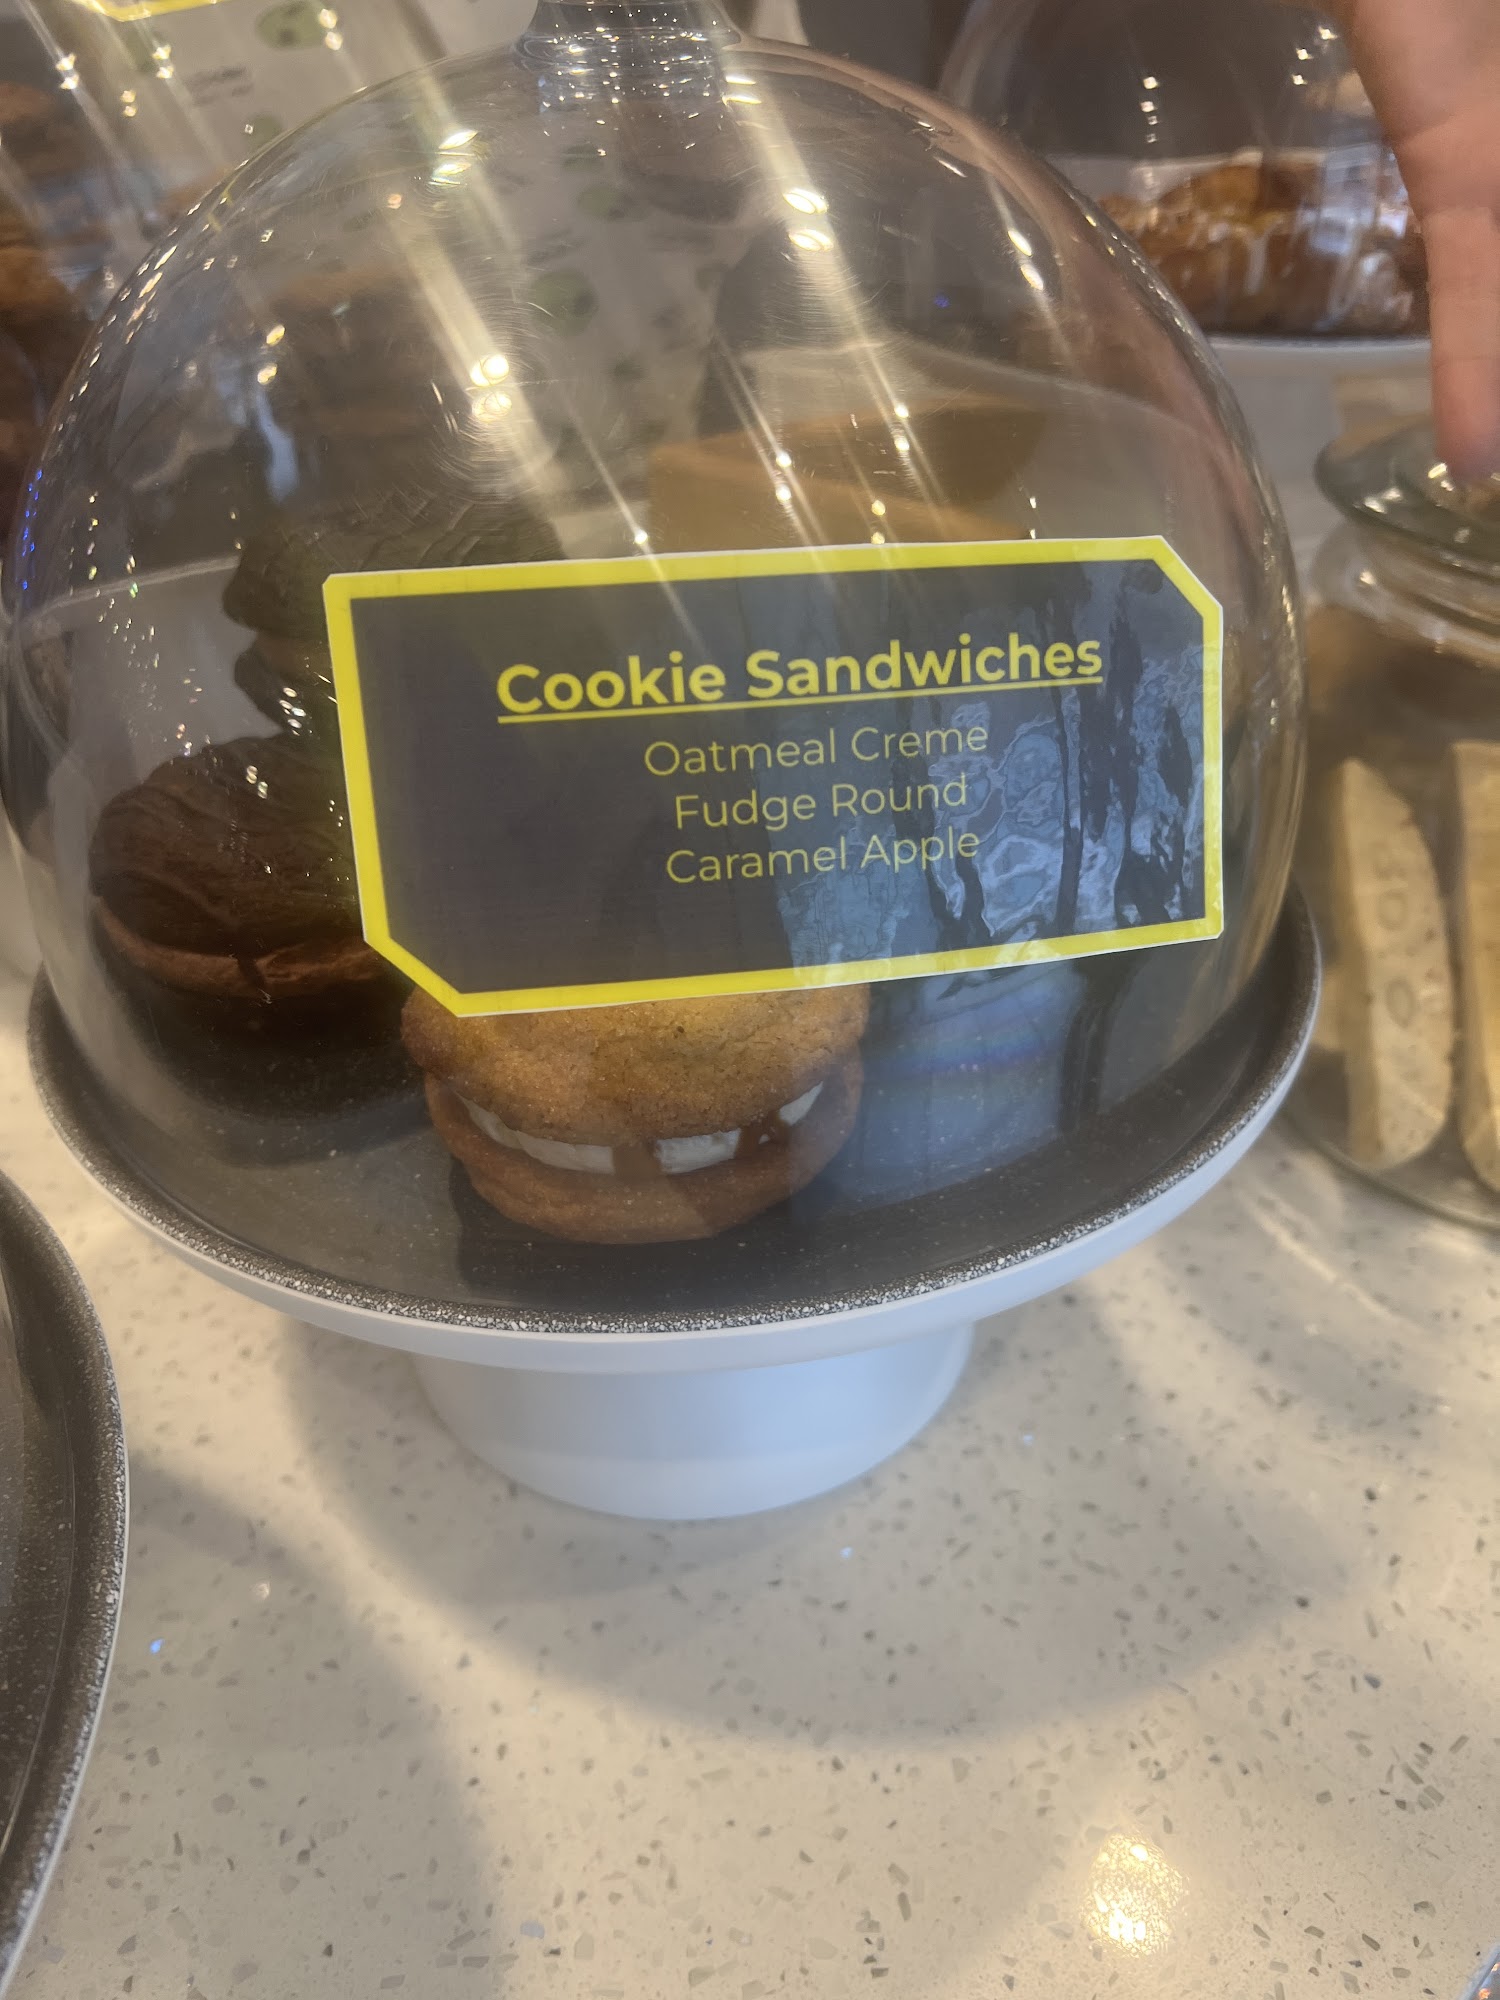 Cookie Sandwiches
Oatmeal Creme
Fudge Round
Caramel Apple